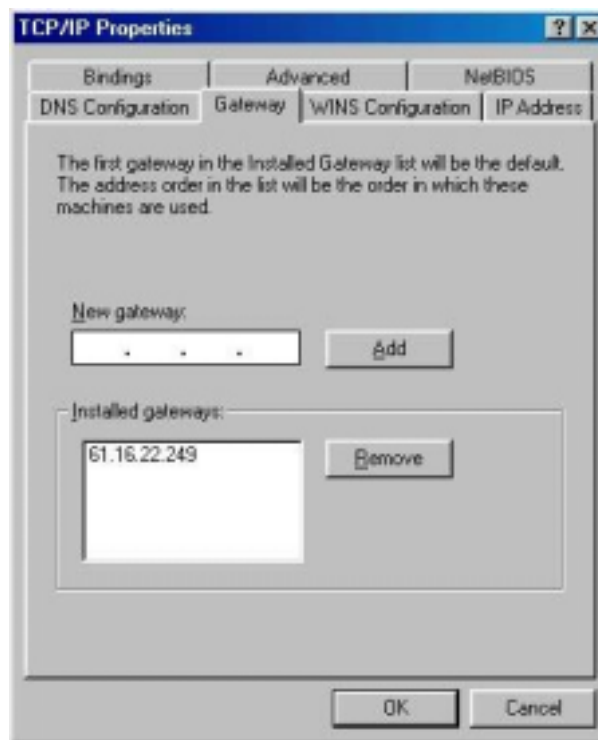 TCP/IP Properties
Bindings
Advanced
NetBIOS
DNS Configuration
Gateway
WINS Configuration
IP Address
The first gateway in the Installed Gateway list will be the default.
The address order in the list will be the order in which these
machines are used.
New gateway:
. . .
Add
Installed gateways:
61.16.22.249
Remove
OK
Cancel